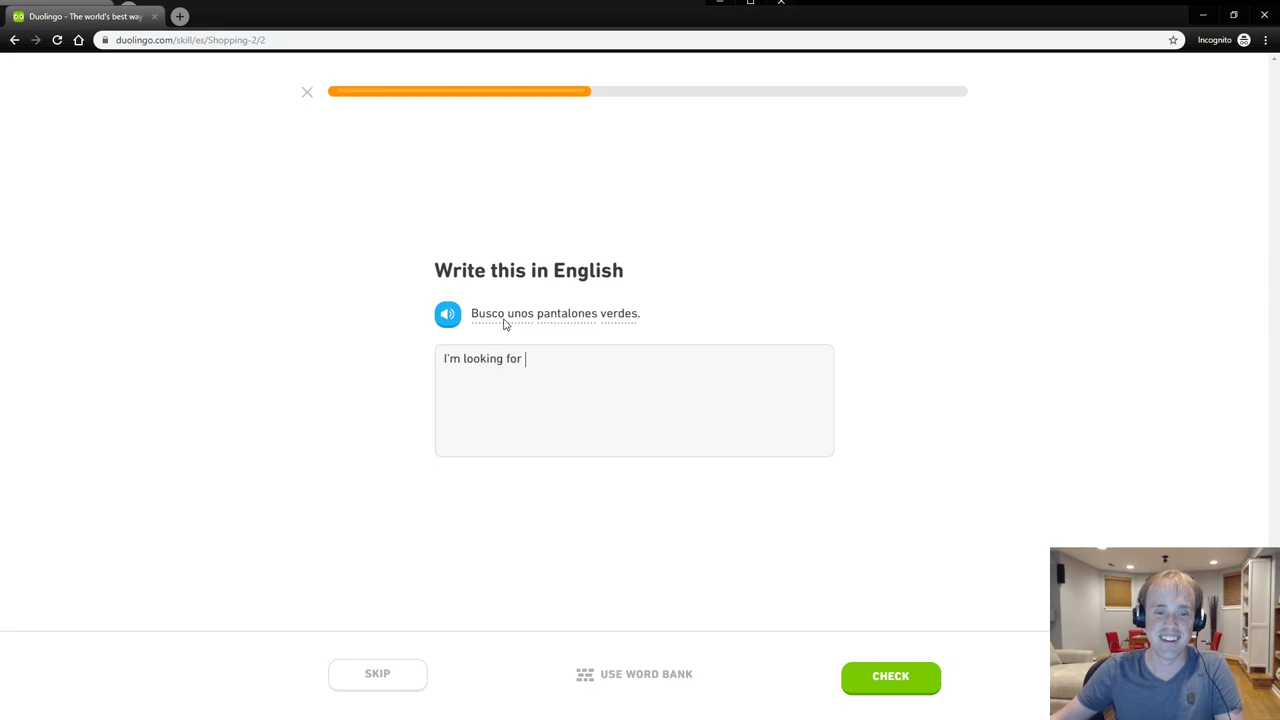 Duolingo - The world's best way
duolingo.com/skill/es/Shopping-2/2
Incognito
Write this in English
Busco unos pantalones verdes.
I'm looking for
SKIP
USE WORD BANK
CHECK